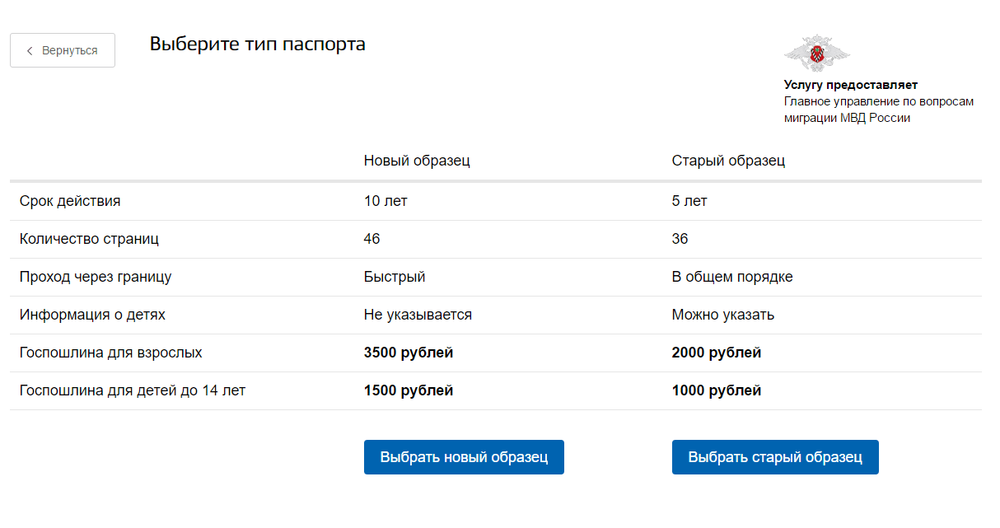 Вернуться
Выберите тип паспорта
Услугу предоставляет
Главное управление по вопросам
миграции МВД России
Новый образец Старый образец
Срок действия 10 лет 5 лет
Количество страниц 46 36
Проход через границу Быстрый В общем порядке
Информация о детях Не указывается Можно указать
Госпошлина для взрослых 3500 рублей 2000 рублей
Госпошлина для детей до 14 лет 1500 рублей 1000 рублей
Выбрать новый образец Выбрать старый образец